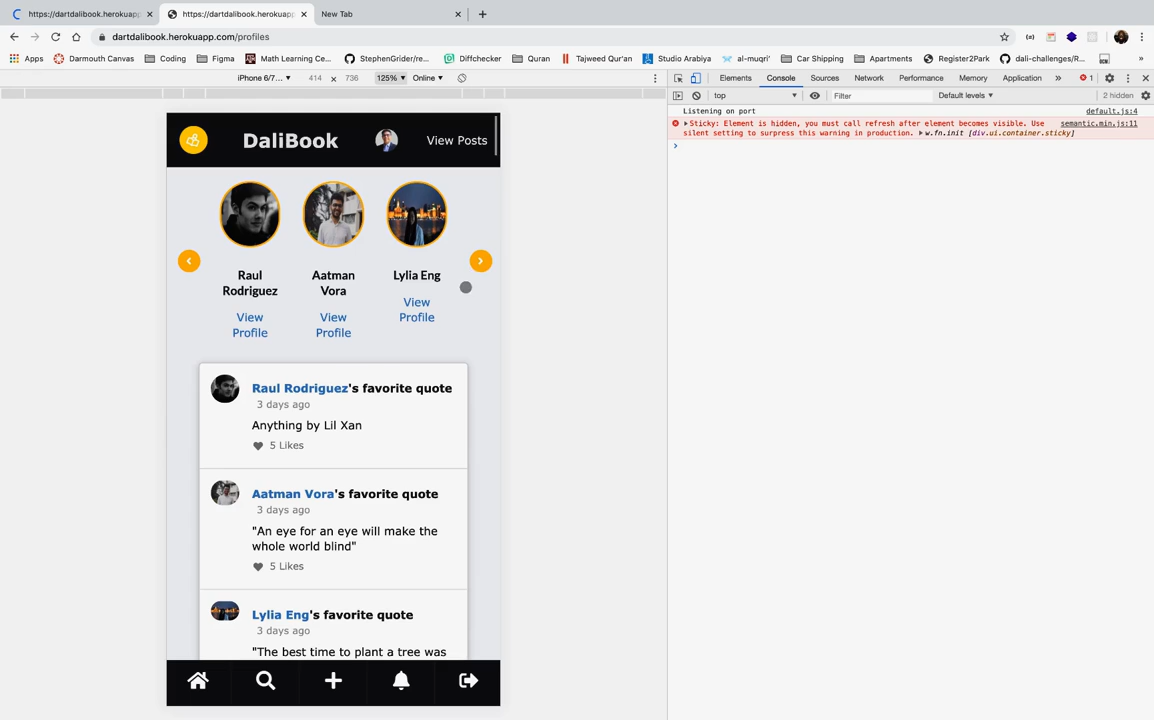 https://dartdalibook.herokuapp
https://dartdalibook.herokuapp.com
New Tab
dartdalibook.herokuapp.com/profiles
Apps
Darmouth Canvas
Coding
Figma
Math Learning Ce...
StephenGrider/re...
Diffchecker
Quran
Tajweed Qur'an
Studio Arabiya
al-muqri'
Car Shipping
Apartments
Register2Park
dali-challenges/R...
»
iPhone 6/7... ▼ 414 × 736 125% ▼ Online ▼
Elements Console Sources Network Performance Memory Application » 1
top Filter Default levels ▼ 2 hidden
Listening on port default.js:4
Sticky: Element is hidden, you must call refresh after element becomes visible. Use semantic.min.js:11
silent setting to surpress this warning in production. ▶ w.fn.init [div.ui.container.sticky]
DaliBook
View Posts
Raul
Rodriguez
View
Profile
Aatman
Vora
View
Profile
Lylia Eng
View
Profile
Raul Rodriguez's favorite quote
3 days ago
Anything by Lil Xan
5 Likes
Aatman Vora's favorite quote
3 days ago
"An eye for an eye will make the
whole world blind"
5 Likes
Lylia Eng's favorite quote
3 days ago
"The best time to plant a tree was